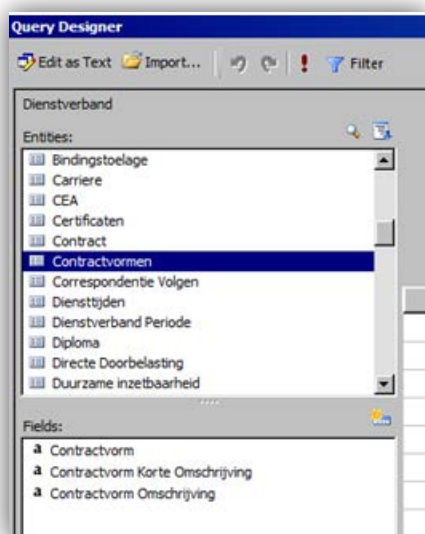 Query Designer
Edit as Text Import... Filter
Dienstverband
Entities:
Bindingstoelage
Carriere
CEA
Certificaten
Contract
Contractvormen
Correspondentie Volgen
Diensttijden
Dienstverband Periode
Diploma
Directe Doorbelasting
Duurzame inzetbaarheid
Fields:
a Contractvorm
a Contractvorm Korte Omschrijving
a Contractvorm Omschrijving